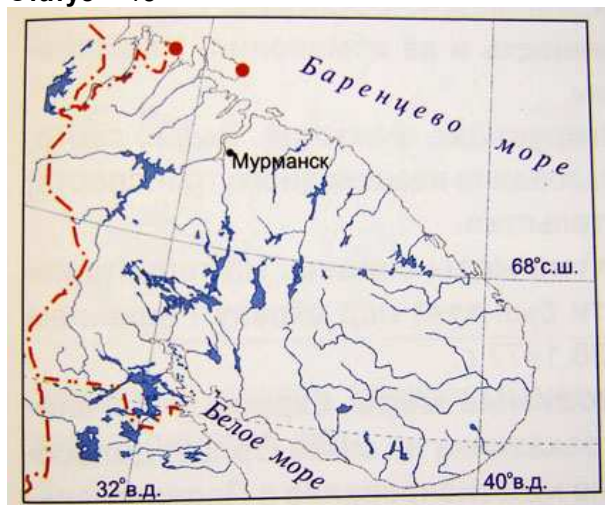 Баренцево море
Мурманск
68°с.ш.
Белое море
32°в.д.
40°в.д.